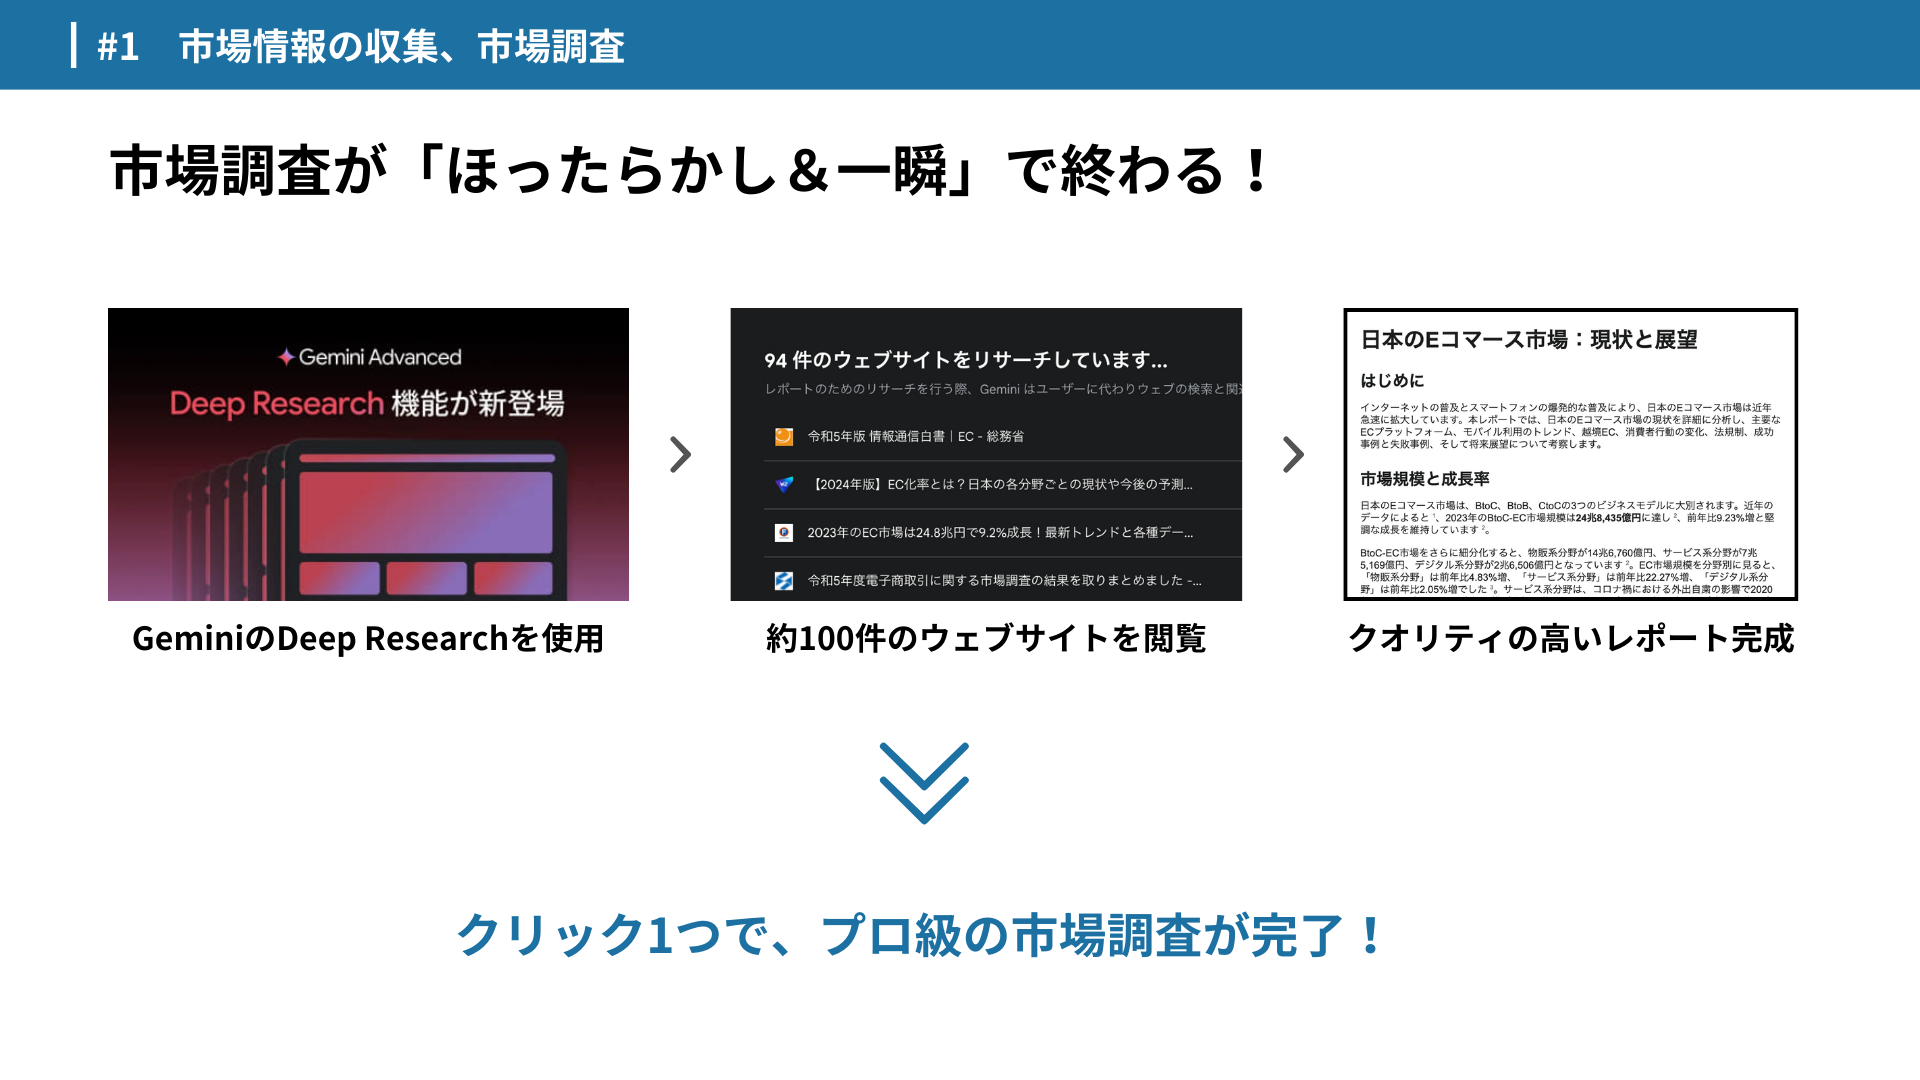 #1 市場情報の収集、市場調査
市場調査が「ほったらかし＆一瞬」で終わる！
Gemini Advanced
Deep Research 機能が新登場
GeminiのDeep Researchを使用
94 件のウェブサイトをリサーチしています...
レポートのためのリサーチを行う際、Gemini はユーザーに代わりウェブの検索と関
令和5年版 情報通信白書｜EC - 総務省
【2024年版】EC化率とは？日本の各分野ごとの現状や今後の予測...
2023年のEC市場は24.8兆円で9.2%成長！最新トレンドと各種デー...
令和5年度電子商取引に関する市場調査の結果を取りまとめました -...
約100件のウェブサイトを閲覧
日本のEコマース市場：現状と展望
はじめに
インターネットの普及とスマートフォンの爆発的な普及により、日本のEコマース市場は近年
急速に拡大しています。本レポートでは、日本のEコマース市場の現状を詳細に分析し、主要な
ECプラットフォーム、モバイル利用のトレンド、越境EC、消費者行動の変化、法規制、成功
事例と失敗事例、そして将来展望について考察します。
市場規模と成長率
日本のEコマース市場は、BtoC、BtoB、CtoCの3つのビジネスモデルに大別されます。近年の
データによると ¹、2023年のBtoC-EC市場規模は24兆8,435億円に達し ²、前年比9.23%増と堅
調な成長を維持しています ²。
BtoC-EC市場をさらに細分化すると、物販系分野が14兆6,760億円、サービス系分野が7兆
5,169億円、デジタル系分野が2兆6,506億円となっています ²。EC市場規模を分野別に見ると、
「物販系分野」は前年比4.83%増、「サービス系分野」は前年比22.27%増、「デジタル系分
野」は前年比2.05%増でした ³。サービス系分野は、コロナ禍における外出自粛の影響で2020
クオリティの高いレポート完成
クリック1つで、プロ級の市場調査が完了！